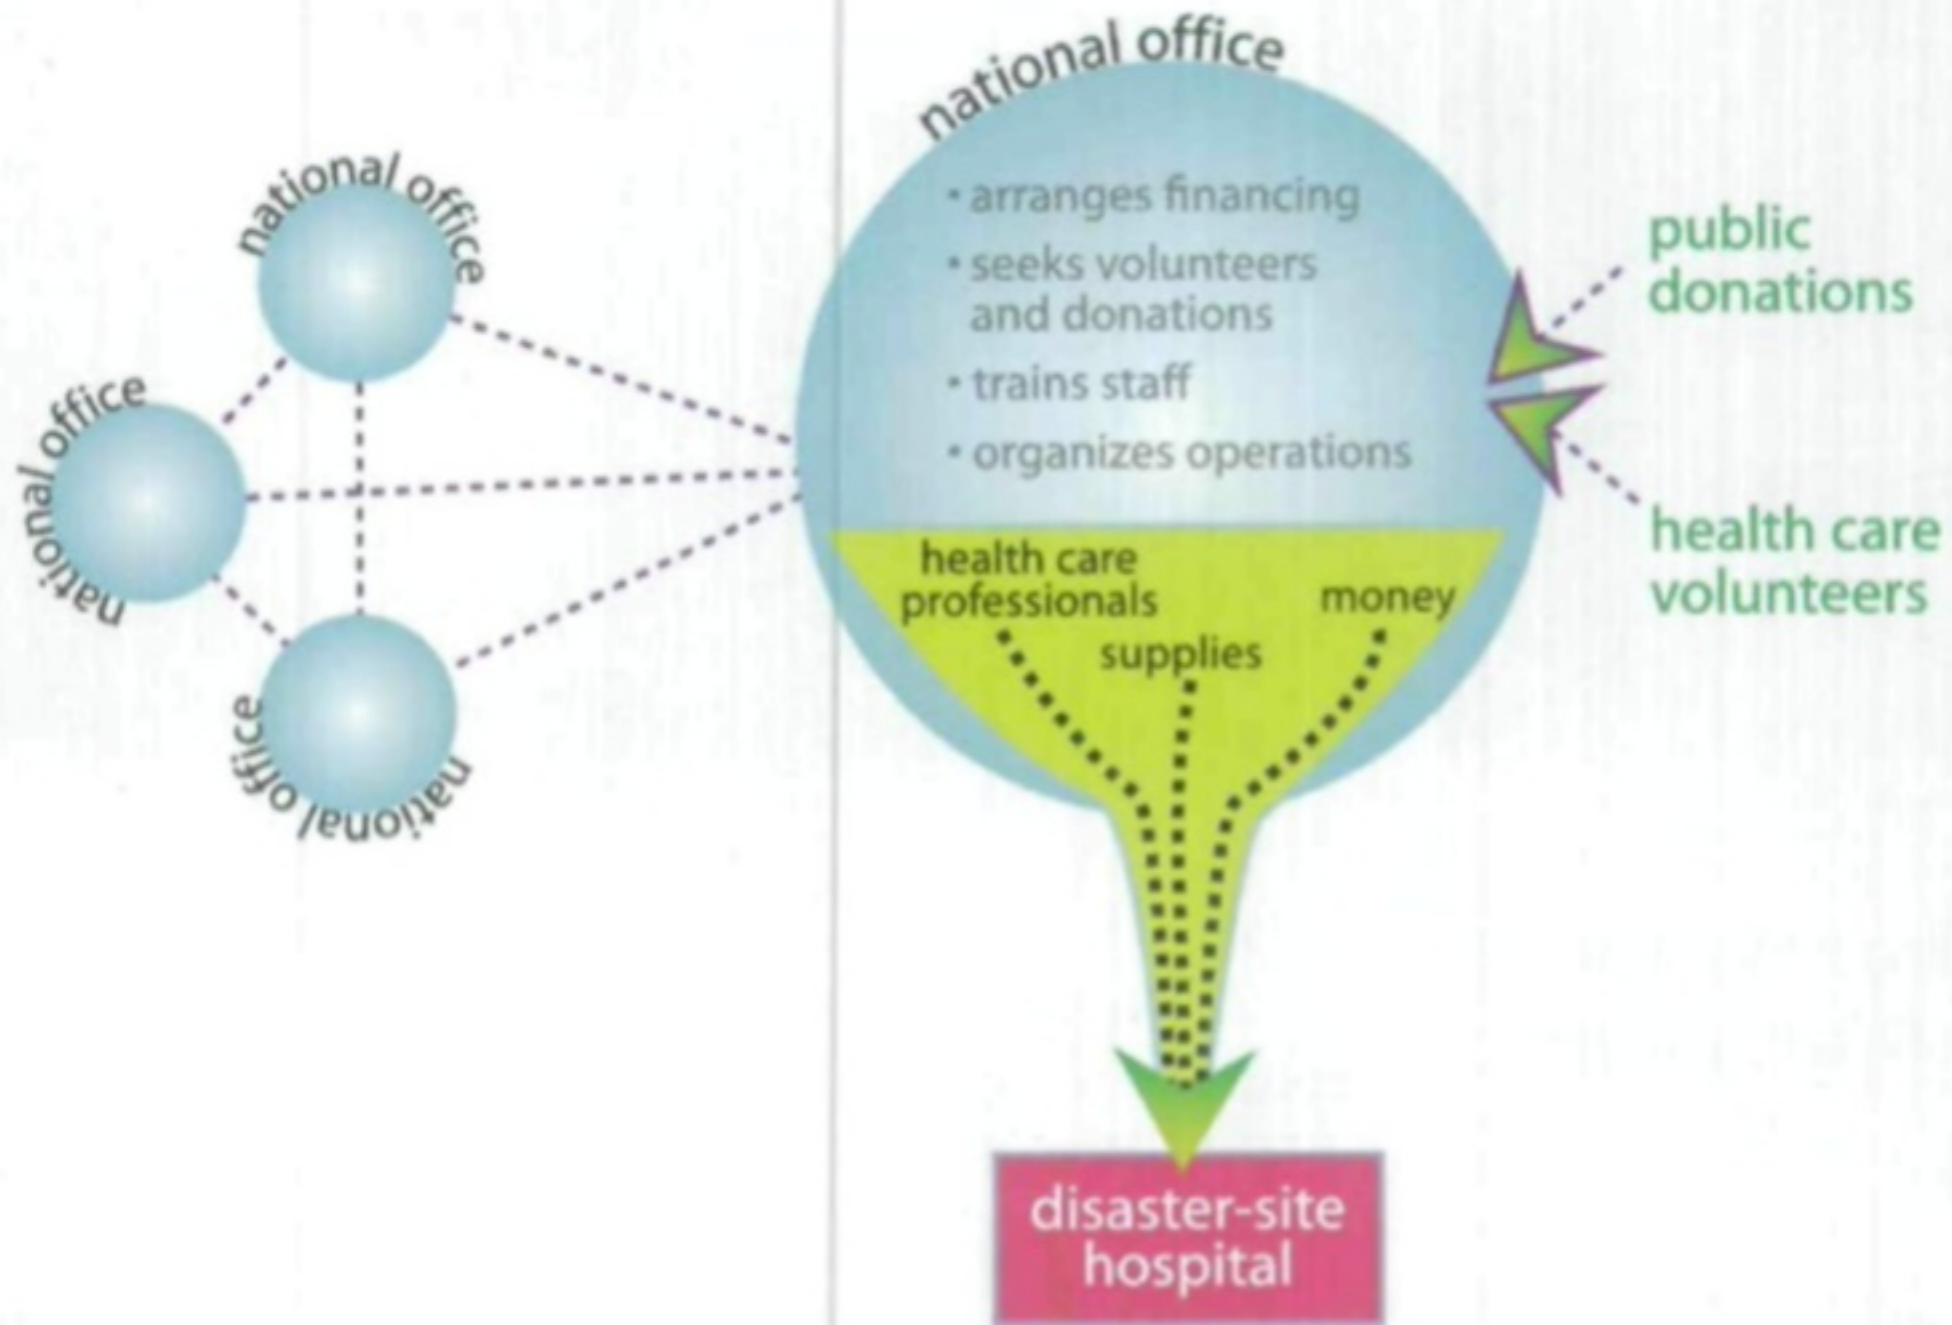 national office
national office
national office
national office
• arranges financing
• seeks volunteers
and donations
• trains staff
• organizes operations
public
donations
health care
volunteers
health care
professionals
supplies
money
disaster-site
hospital